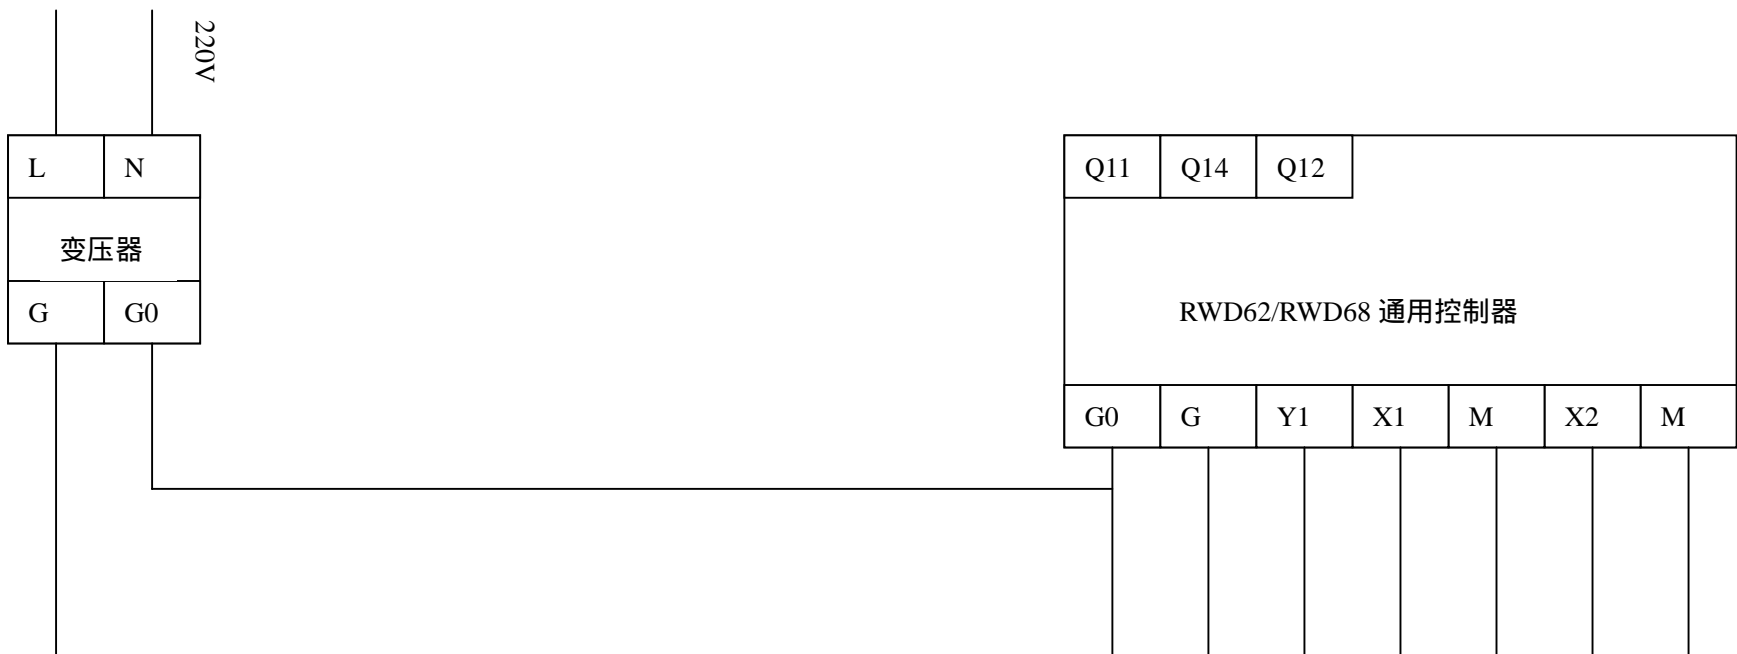 220V
L N
Q11 Q14 Q12
变压器
G G0
RWD62/RWD68 通用控制器
G0 G Y1 X1 M X2 M